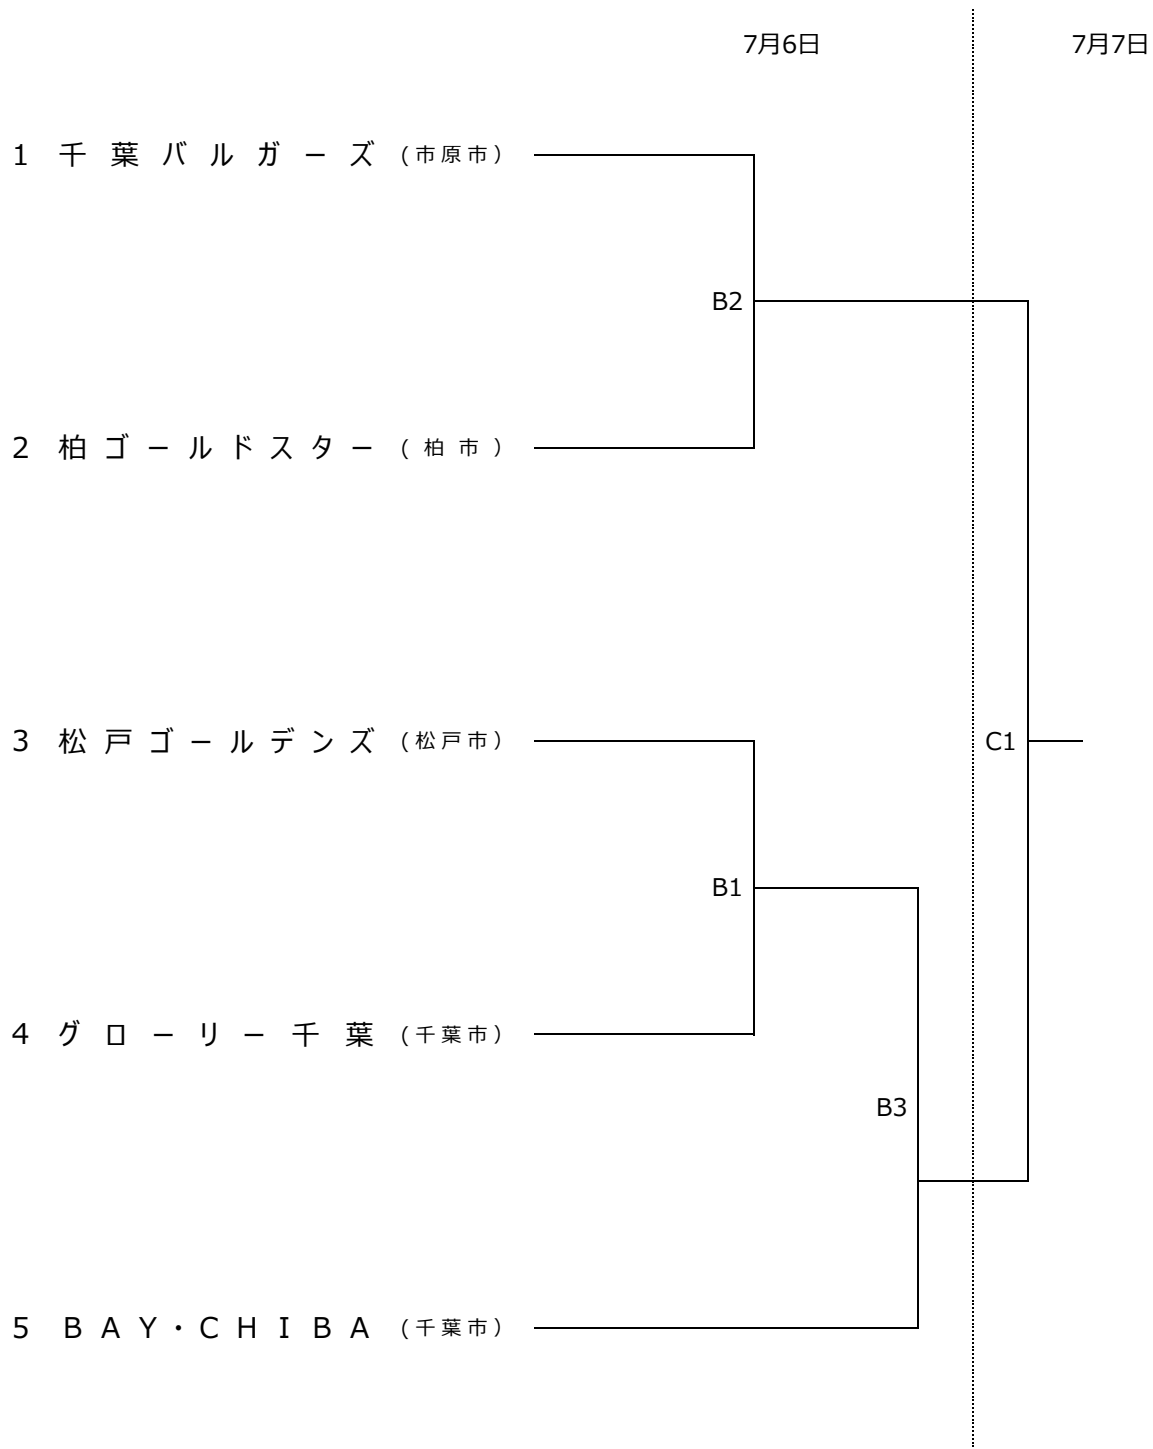 7月6日 7月7日
1 千葉バルガーズ (市原市)
B2
2 柏ゴールドスター (柏市)
3 松戸ゴールデンズ (松戸市)
C1
B1
4 グローリー千葉 (千葉市)
B3
5 BAY・CHIBA (千葉市)